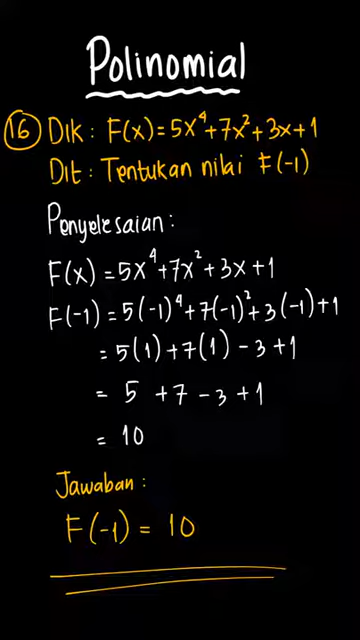 Polinomial
16 Dik : F(x) = 5x⁴ + 7x² + 3x + 1
Dit : Tentukan nilai F(-1)
Penyelesaian :
F(x) = 5x⁴ + 7x² + 3x + 1
F(-1) = 5(-1)⁴ + 7(-1)² + 3(-1) + 1
= 5(1) + 7(1) - 3 + 1
= 5 + 7 - 3 + 1
= 10
Jawaban :
F(-1) = 10